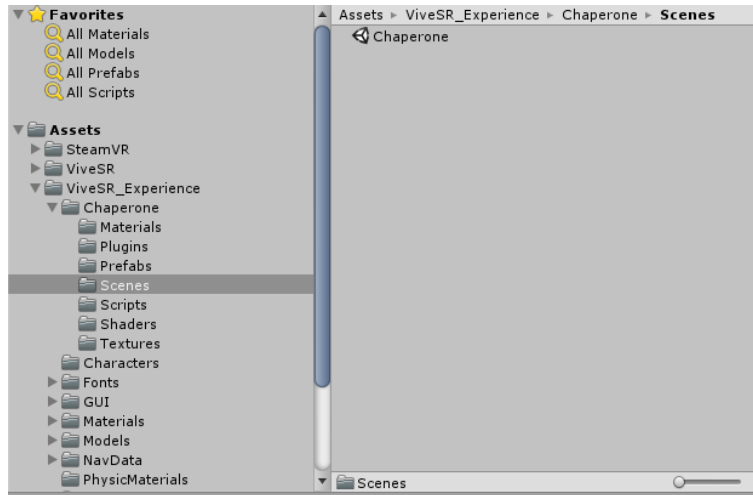 Favorites
All Materials
All Models
All Prefabs
All Scripts
Assets
SteamVR
ViveSR
ViveSR_Experience
Chaperone
Materials
Plugins
Prefabs
Scenes
Scripts
Shaders
Textures
Characters
Fonts
GUI
Materials
Models
NavData
PhysicMaterials
Assets ▸ ViveSR_Experience ▸ Chaperone ▸ Scenes
Chaperone
Scenes